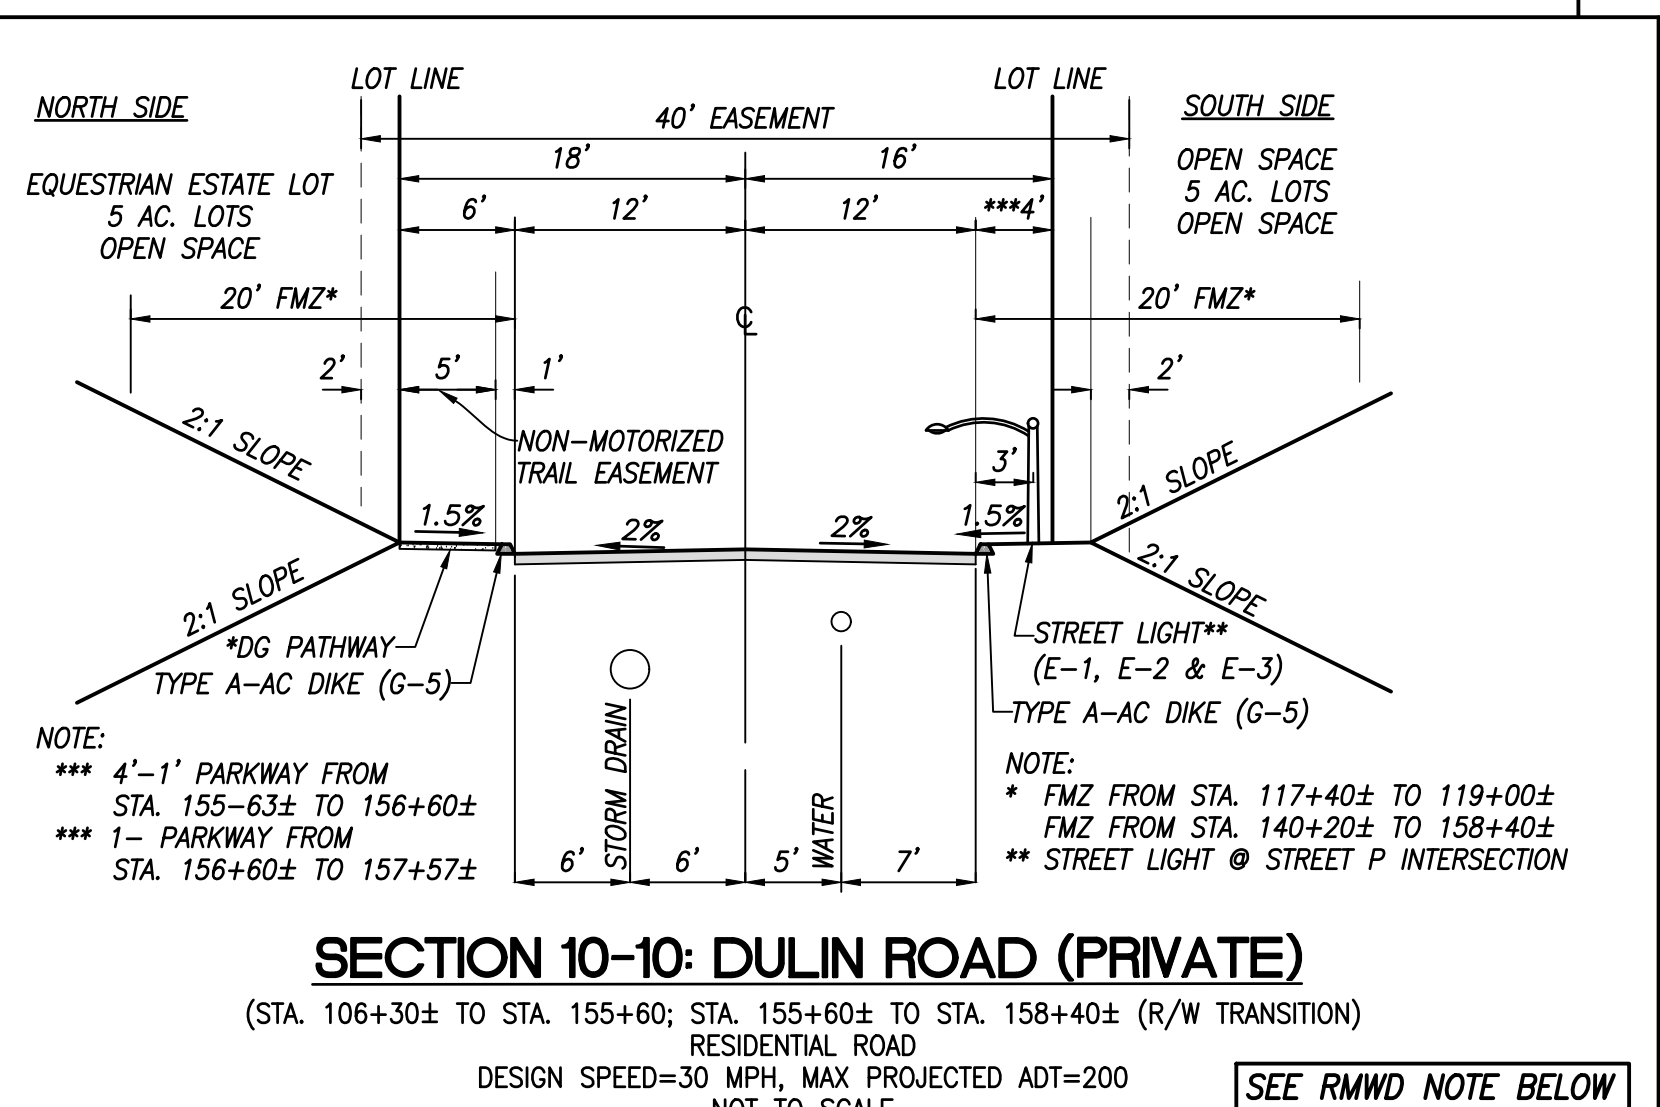 LOT LINE
LOT LINE
NORTH SIDE
40' EASEMENT
SOUTH SIDE
18'
16'
EQUESTRIAN ESTATE LOT
5 AC. LOTS
OPEN SPACE
OPEN SPACE
5 AC. LOTS
OPEN SPACE
6'
12'
12'
***4'
20' FMZ*
20' FMZ*
℄
2'
5'
1'
2'
NON-MOTORIZED
TRAIL EASEMENT
2:1 SLOPE
3'
2:1 SLOPE
1.5%
2%
2%
1.5%
2:1 SLOPE
2:1 SLOPE
*DG PATHWAY
TYPE A-AC DIKE (G-5)
STREET LIGHT**
(E-1, E-2 & E-3)
TYPE A-AC DIKE (G-5)
STORM DRAIN
WATER
6'
6'
5'
7'
NOTE:
*** 4'-1' PARKWAY FROM
STA. 155-63± TO 156+60±
*** 1- PARKWAY FROM
STA. 156+60± TO 157+57±
NOTE:
* FMZ FROM STA. 117+40± TO 119+00±
FMZ FROM STA. 140+20± TO 158+40±
** STREET LIGHT @ STREET P INTERSECTION
SECTION 10-10: DULIN ROAD (PRIVATE)
(STA. 106+30± TO STA. 155+60; STA. 155+60± TO STA. 158+40± (R/W TRANSITION)
RESIDENTIAL ROAD
DESIGN SPEED=30 MPH, MAX PROJECTED ADT=200
NOT TO SCALE
SEE RMWD NOTE BELOW